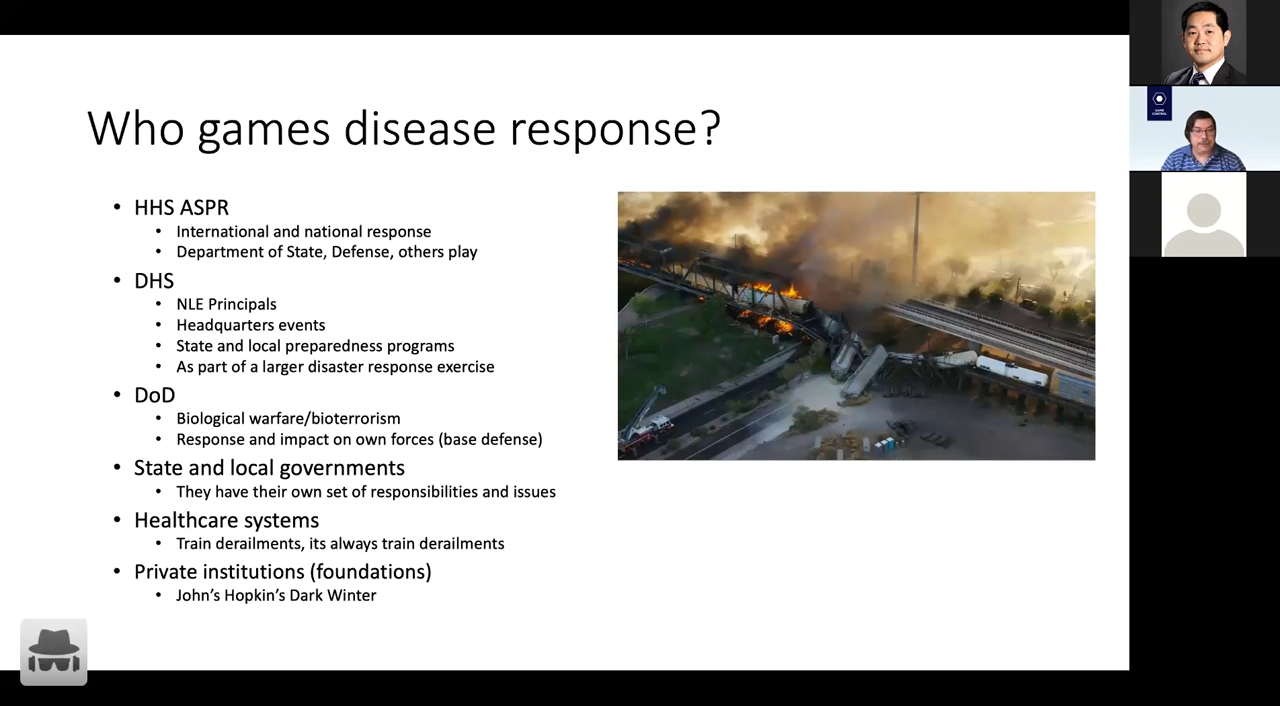 Who games disease response?
• HHS ASPR
• International and national response
• Department of State, Defense, others play
• DHS
• NLE Principals
• Headquarters events
• State and local preparedness programs
• As part of a larger disaster response exercise
• DoD
• Biological warfare/bioterrorism
• Response and impact on own forces (base defense)
• State and local governments
• They have their own set of responsibilities and issues
• Healthcare systems
• Train derailments, its always train derailments
• Private institutions (foundations)
• John’s Hopkin’s Dark Winter
GAME
CONTROL